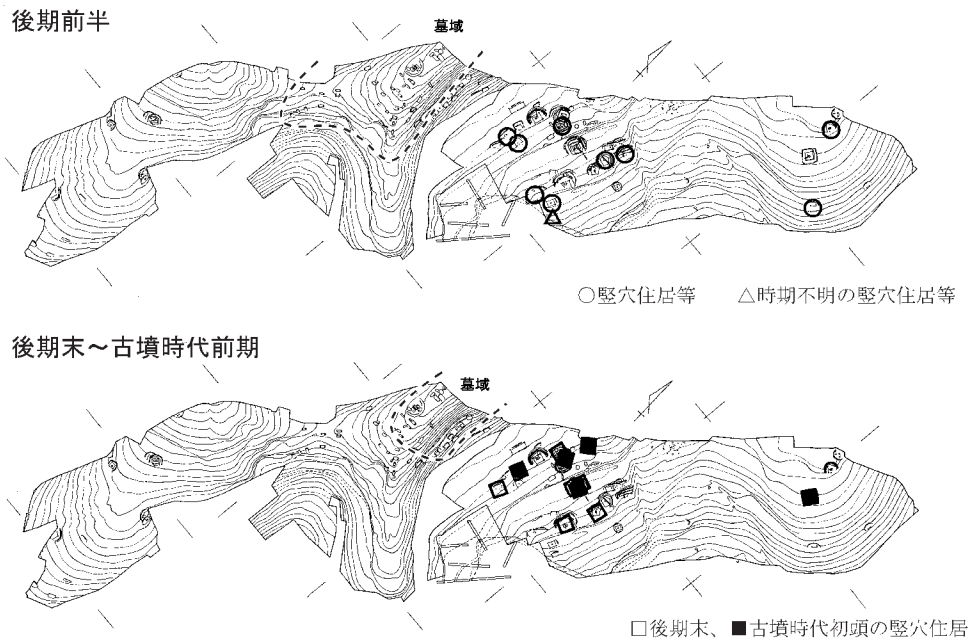 後期前半
墓域
○竪穴住居等　△時期不明の竪穴住居等
後期末～古墳時代前期
墓域
□後期末、■古墳時代初頭の竪穴住居